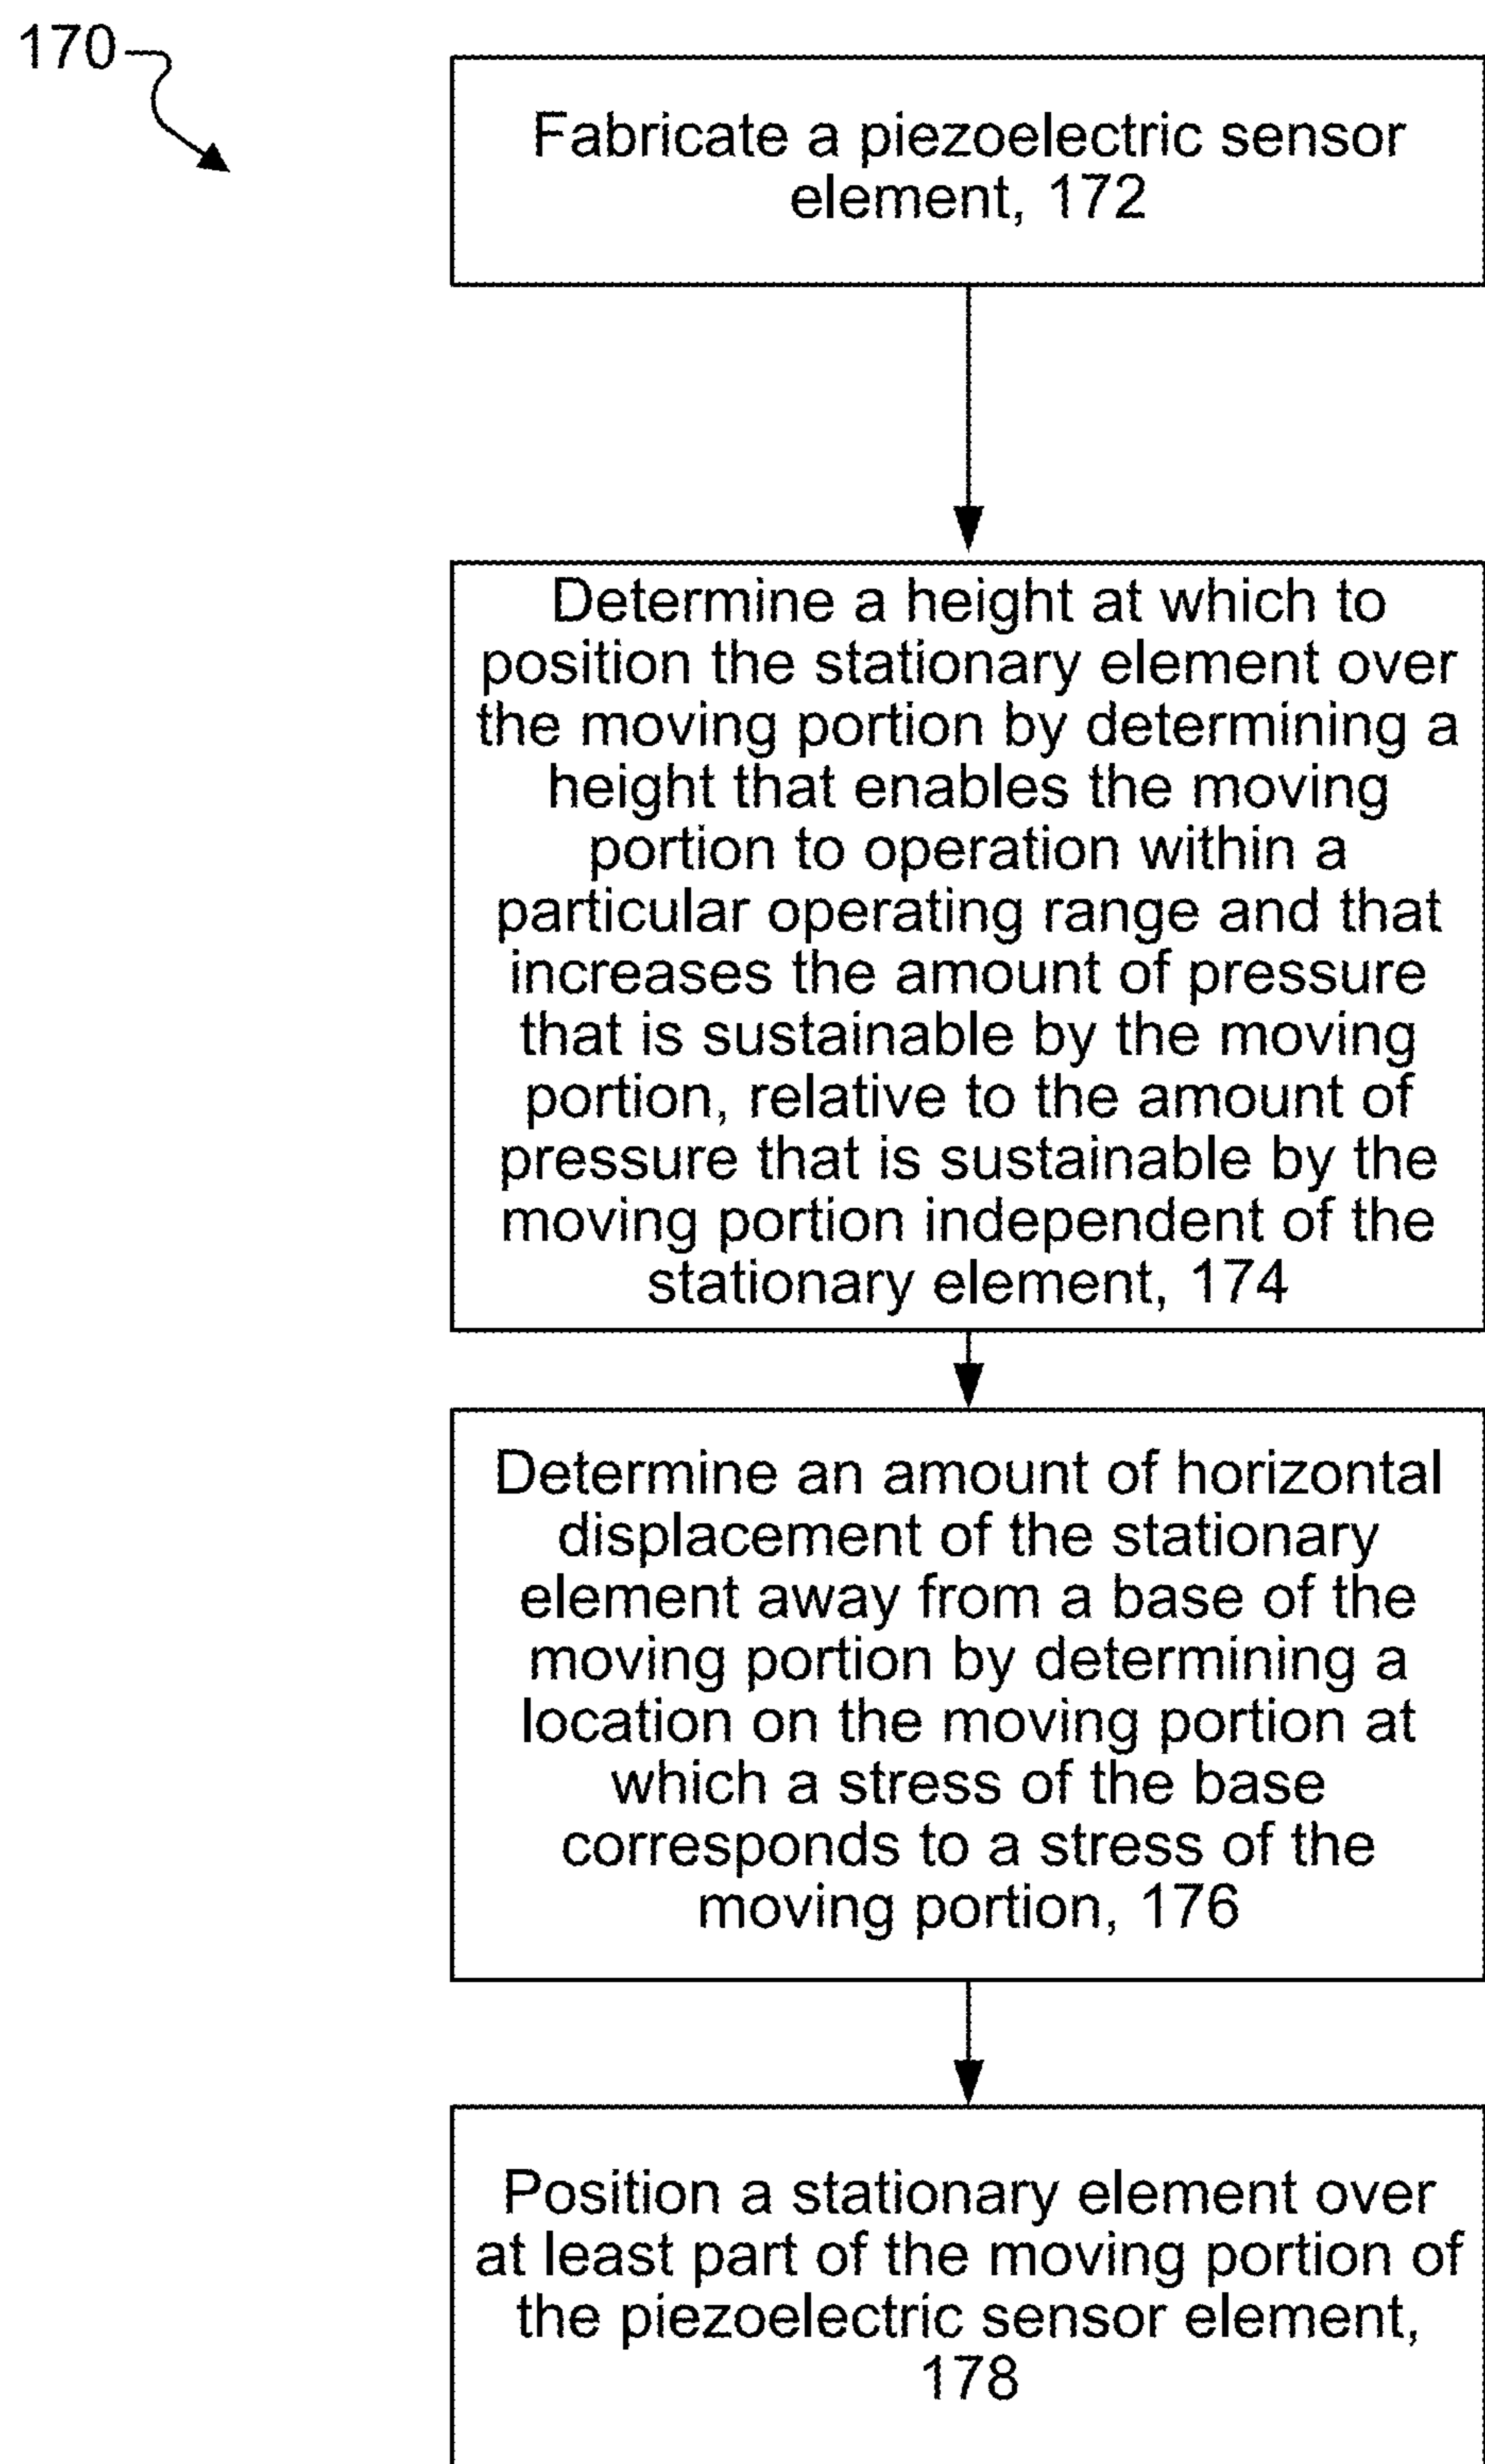 170
Fabricate a piezoelectric sensor
element, 172
Determine a height at which to
position the stationary element over
the moving portion by determining a
height that enables the moving
portion to operation within a
particular operating range and that
increases the amount of pressure
that is sustainable by the moving
portion, relative to the amount of
pressure that is sustainable by the
moving portion independent of the
stationary element, 174
Determine an amount of horizontal
displacement of the stationary
element away from a base of the
moving portion by determining a
location on the moving portion at
which a stress of the base
corresponds to a stress of the
moving portion, 176
Position a stationary element over
at least part of the moving portion of
the piezoelectric sensor element,
178